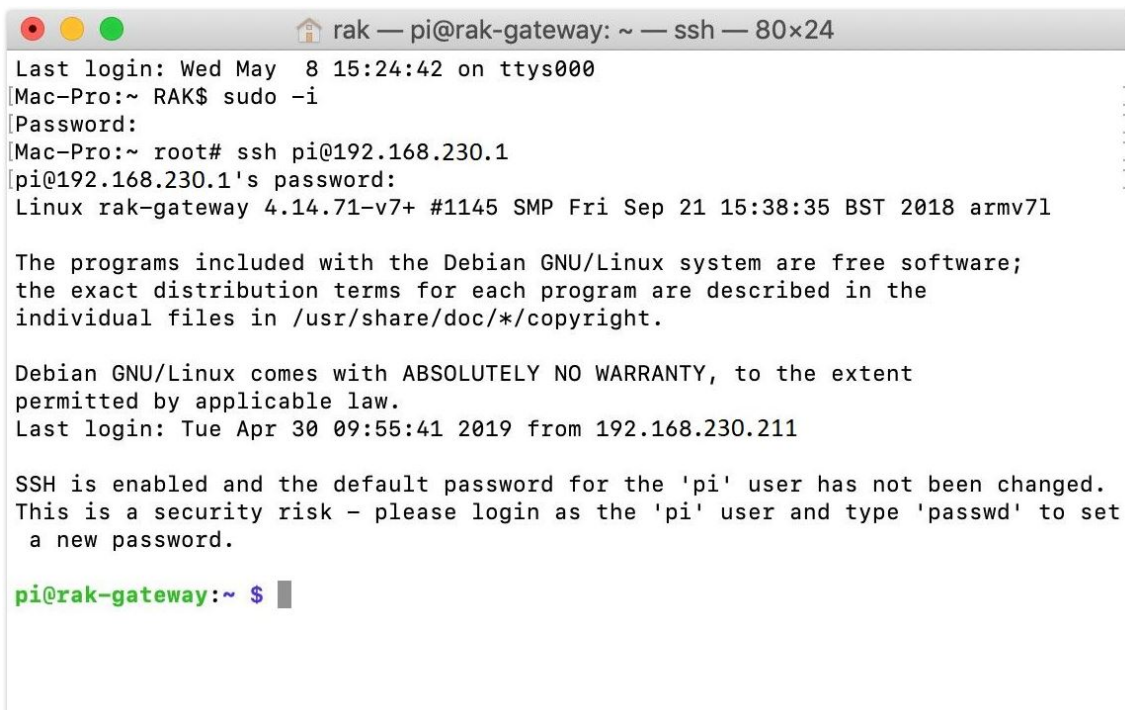 rak — pi@rak-gateway: ~ — ssh — 80×24
Last login: Wed May  8 15:24:42 on ttys000
[Mac-Pro:~ RAK$ sudo -i
[Password:
[Mac-Pro:~ root# ssh pi@192.168.230.1
[pi@192.168.230.1's password:
Linux rak-gateway 4.14.71-v7+ #1145 SMP Fri Sep 21 15:38:35 BST 2018 armv7l
The programs included with the Debian GNU/Linux system are free software;
the exact distribution terms for each program are described in the
individual files in /usr/share/doc/*/copyright.
Debian GNU/Linux comes with ABSOLUTELY NO WARRANTY, to the extent
permitted by applicable law.
Last login: Tue Apr 30 09:55:41 2019 from 192.168.230.211
SSH is enabled and the default password for the 'pi' user has not been changed.
This is a security risk – please login as the 'pi' user and type 'passwd' to set
 a new password.
pi@rak-gateway:~ $